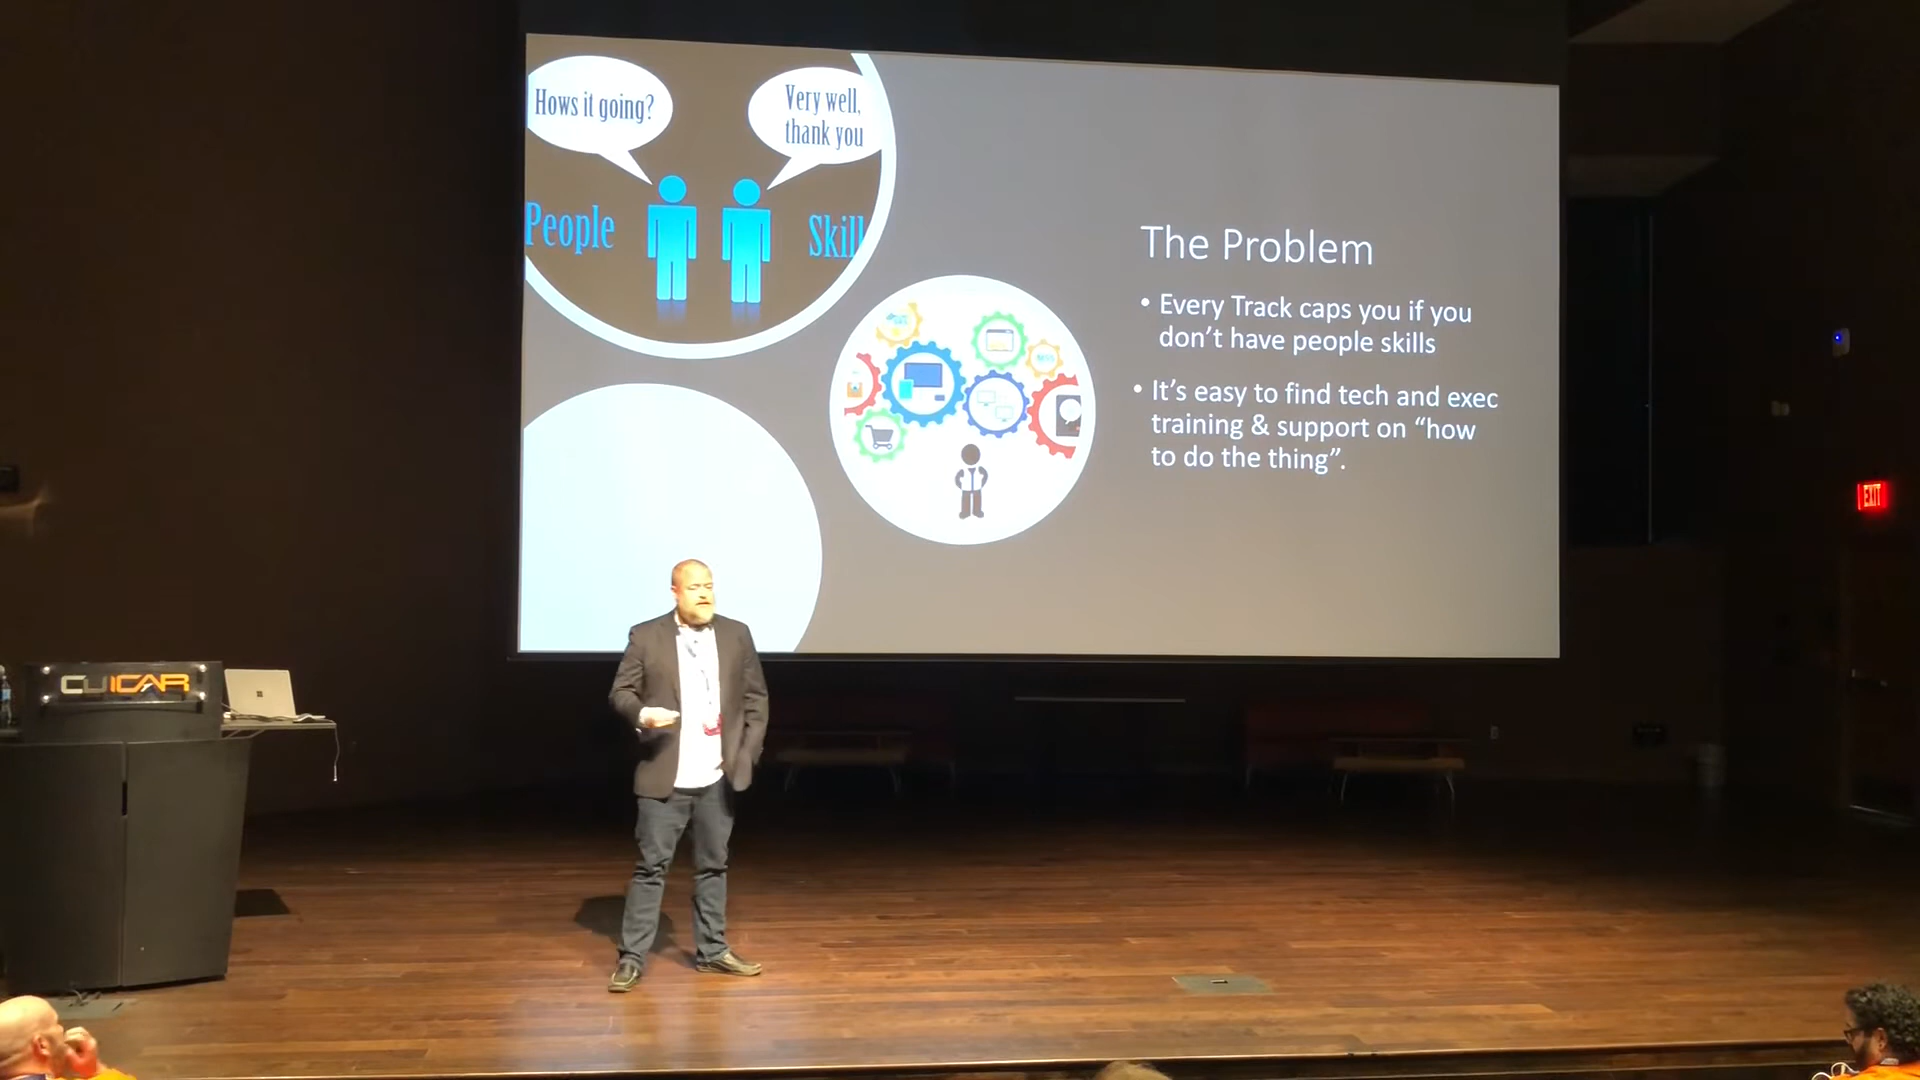 Hows it going?
Very well,
thank you
People
Skill
The Problem
• Every Track caps you if you
don't have people skills
• It's easy to find tech and exec
training & support on “how
to do the thing”.
CUICAR
EXIT